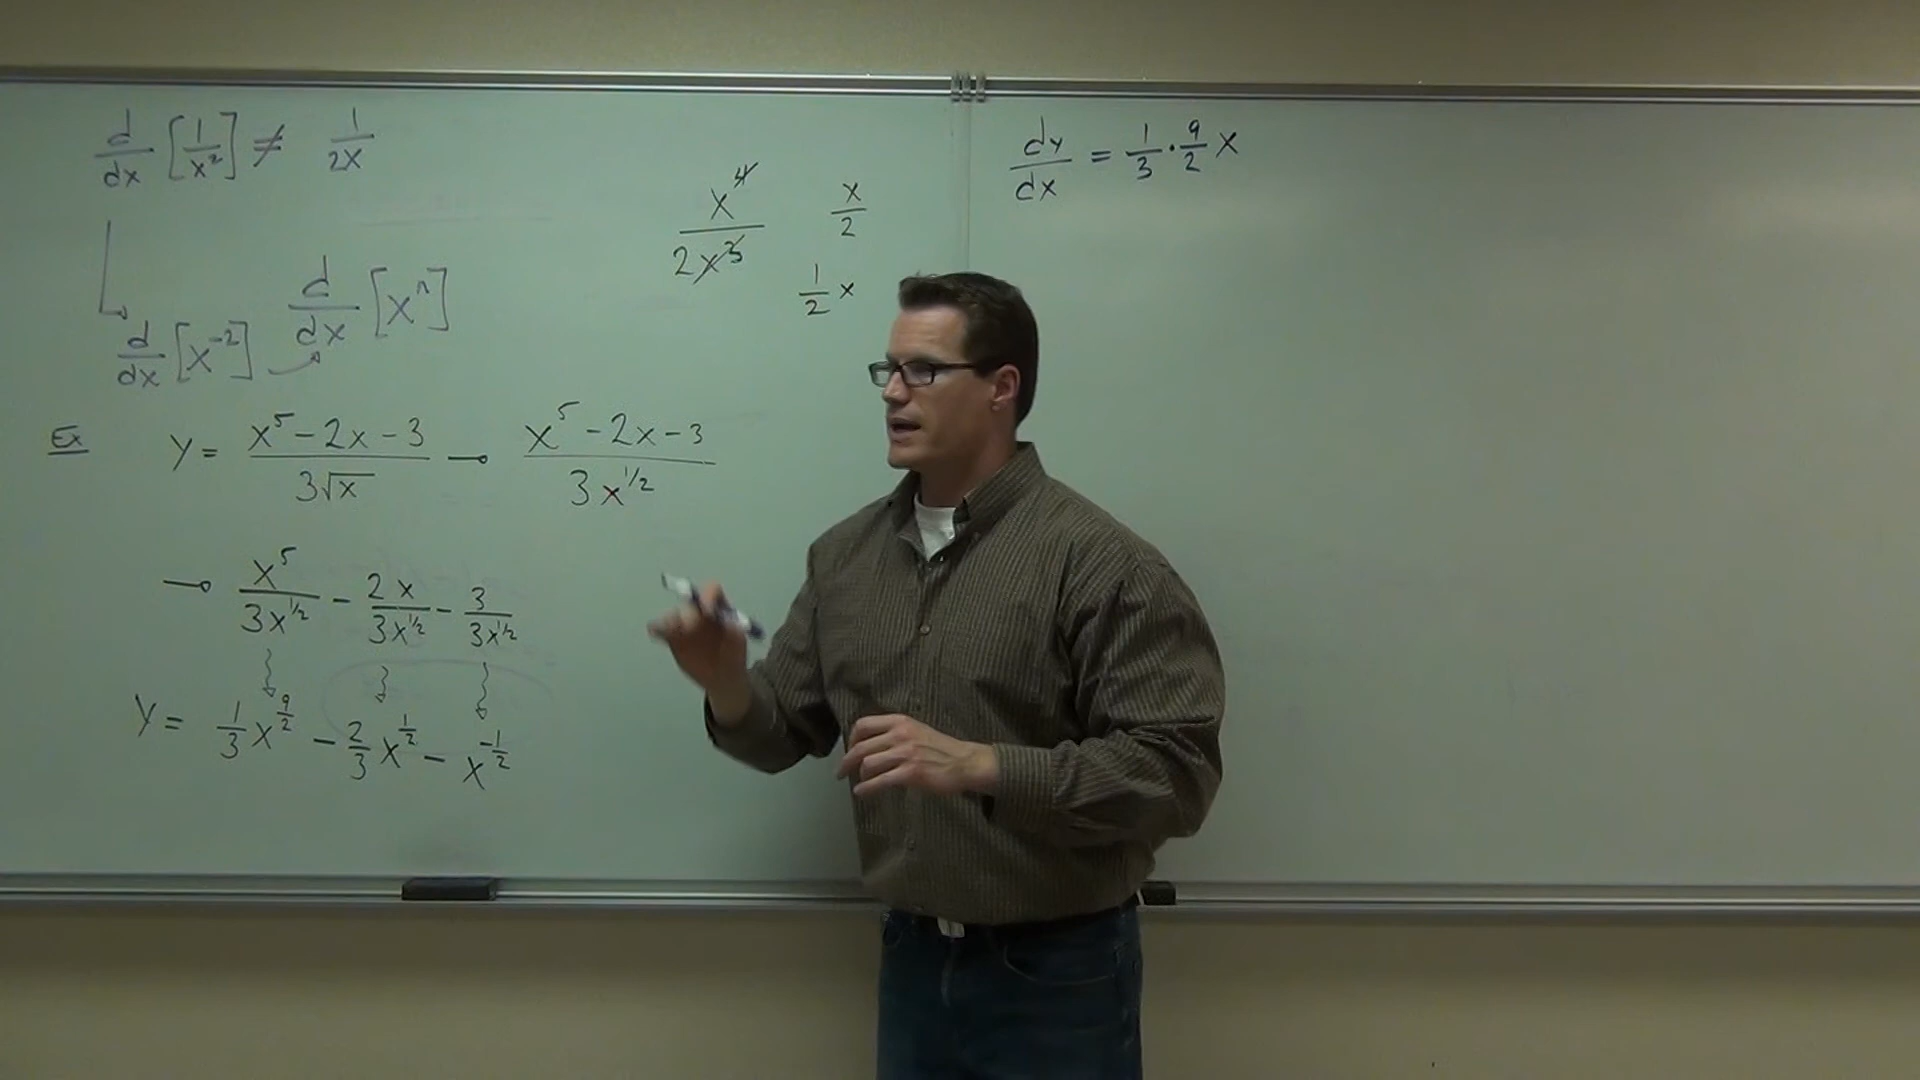 d/dx [1/x²] ≠ 1/2x
d/dx [xⁿ]
d/dx [x⁻²]
x⁴/2x³ x/2
1/2 x
Ex y = (x⁵ - 2x - 3)/(3√x) → (x⁵ - 2x - 3)/(3x^(1/2))
→ x⁵/(3x^(1/2)) - 2x/(3x^(1/2)) - 3/(3x^(1/2))
y = 1/3 x^(9/2) - 2/3 x^(1/2) - x^(-1/2)
dy/dx = 1/3 · 9/2 x